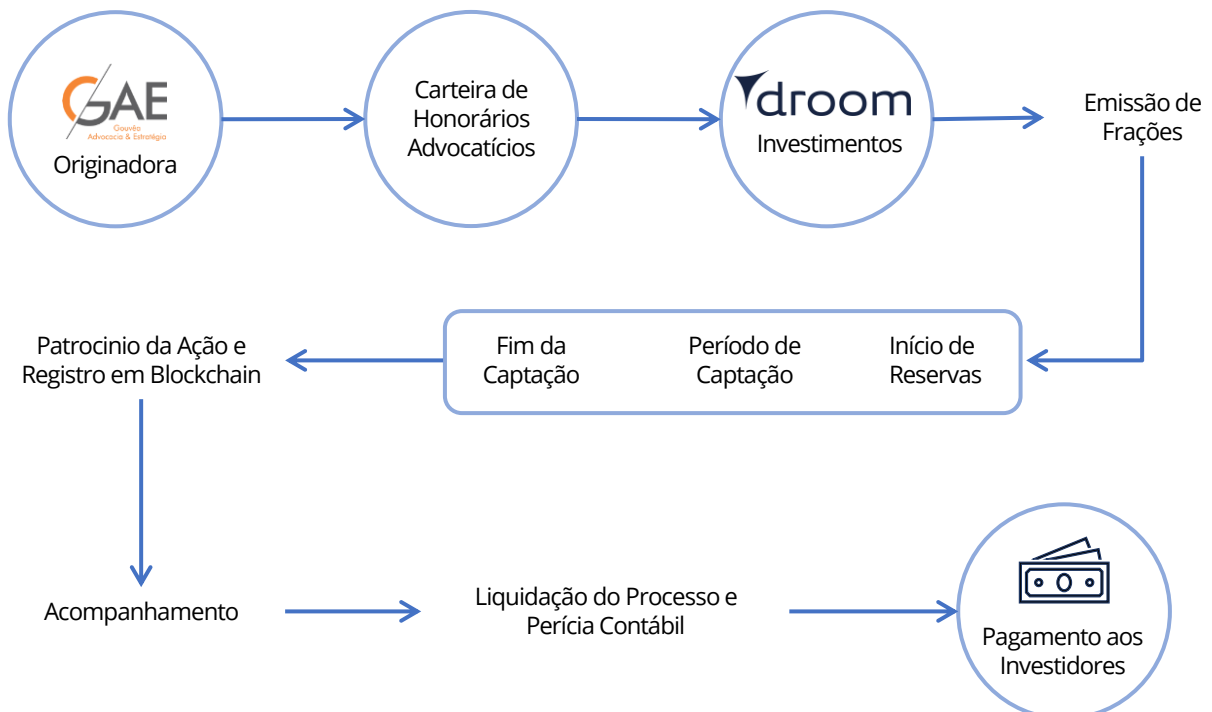 GAE
Gouvêa
Advocacia & Estratégia
Originadora
Carteira de
Honorários
Advocatícios
droom
Investimentos
Emissão de
Frações
Início de
Reservas
Período de
Captação
Fim da
Captação
Patrocinio da Ação e
Registro em Blockchain
Acompanhamento
Liquidação do Processo e
Perícia Contábil
Pagamento aos
Investidores